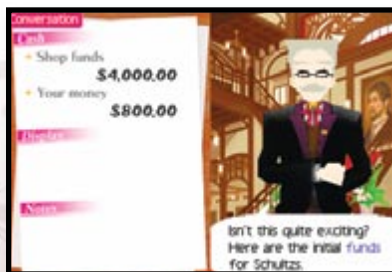 Conversation
Cash
Shop funds
$4,000.00
Your money
$800.00
Display
Notes
Isn't this quite exciting?
Here are the initial funds
for Schultzs.